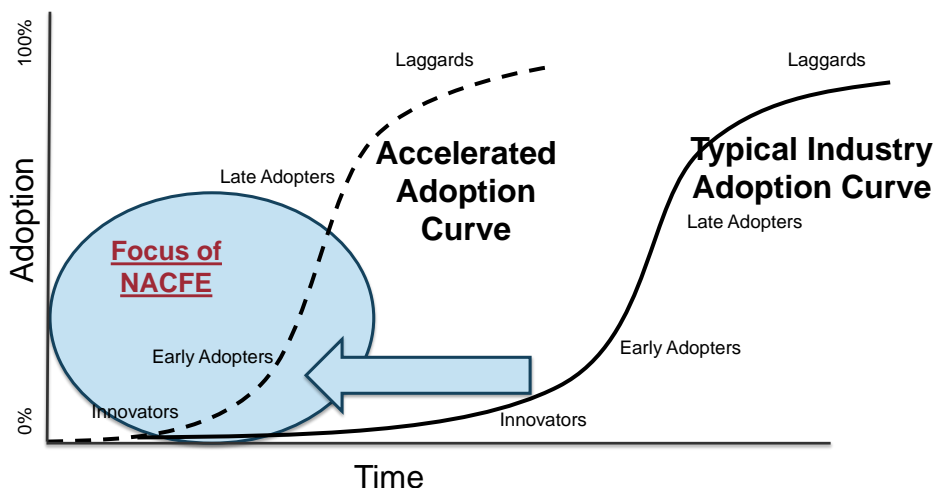 100%
Laggards
Laggards
Accelerated
Adoption
Curve
Typical Industry
Adoption Curve
Late Adopters
Late Adopters
Adoption
Focus of
NACFE
Early Adopters
Early Adopters
Innovators
Innovators
0%
Time